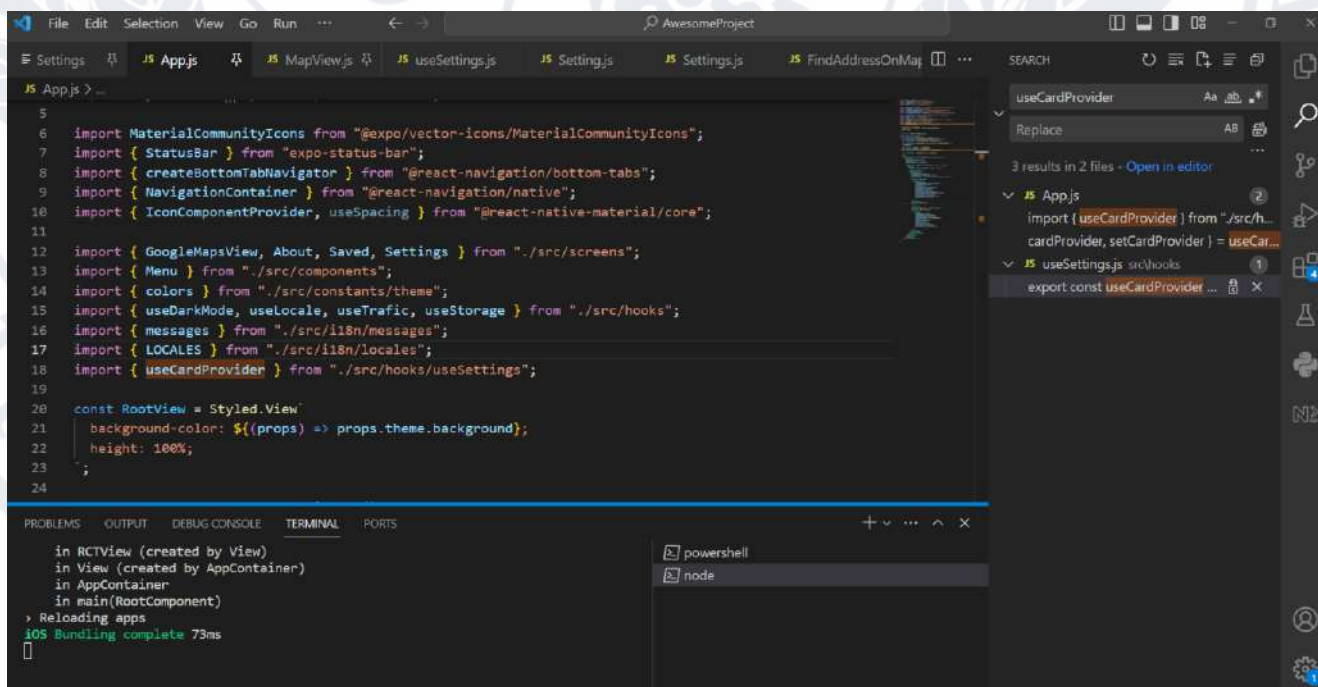 File Edit Selection View Go Run ··· AwesomeProject
Settings JS App.js JS MapView.js JS useSettings.js JS Setting.js JS Settings.js JS FindAddressOnMap ···
JS App.js > ...
5
6 import MaterialCommunityIcons from "@expo/vector-icons/MaterialCommunityIcons";
7 import { StatusBar } from "expo-status-bar";
8 import { createBottomTabNavigator } from "@react-navigation/bottom-tabs";
9 import { NavigationContainer } from "@react-navigation/native";
10 import { IconComponentProvider, useSpacing } from "@react-native-material/core";
11
12 import { GoogleMapsView, About, Saved, Settings } from "./src/screens";
13 import { Menu } from "./src/components";
14 import { colors } from "./src/constants/theme";
15 import { useDarkMode, useLocale, useTrafic, useStorage } from "./src/hooks";
16 import { messages } from "./src/i18n/messages";
17 import { LOCALES } from "./src/i18n/locales";
18 import { useCardProvider } from "./src/hooks/useSettings";
19
20 const RootView = Styled.View`
21 background-color: ${(props) => props.theme.background};
22 height: 100%;
23 `;
24
PROBLEMS OUTPUT DEBUG CONSOLE TERMINAL PORTS
in RCTView (created by View)
in View (created by AppContainer)
in AppContainer
in main(RootComponent)
› Reloading apps
iOS Bundling complete 73ms
powershell
node
SEARCH
useCardProvider Aa ab .*
Replace AB
···
3 results in 2 files - Open in editor
JS App.js 2
import { useCardProvider } from "./src/h...
cardProvider, setCardProvider } = useCar...
JS useSettings.js src\hooks 1
export const useCardProvider ...
4
1